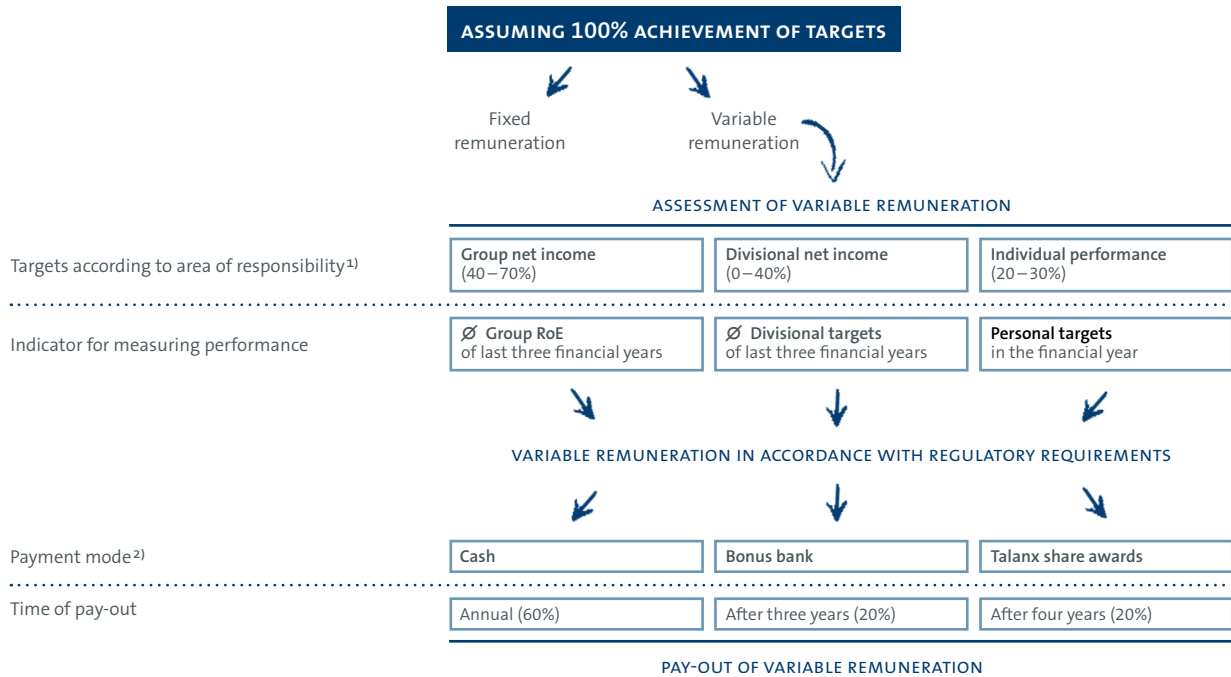 ASSUMING 100% ACHIEVEMENT OF TARGETS
Fixed
remuneration
Variable
remuneration
ASSESSMENT OF VARIABLE REMUNERATION
Targets according to area of responsibility¹⁾
Group net income
(40–70%)
Divisional net income
(0–40%)
Individual performance
(20–30%)
Indicator for measuring performance
Ø Group RoE
of last three financial years
Ø Divisional targets
of last three financial years
Personal targets
in the financial year
VARIABLE REMUNERATION IN ACCORDANCE WITH REGULATORY REQUIREMENTS
Payment mode²⁾
Cash
Bonus bank
Talanx share awards
Time of pay-out
Annual (60%)
After three years (20%)
After four years (20%)
PAY-OUT OF VARIABLE REMUNERATION